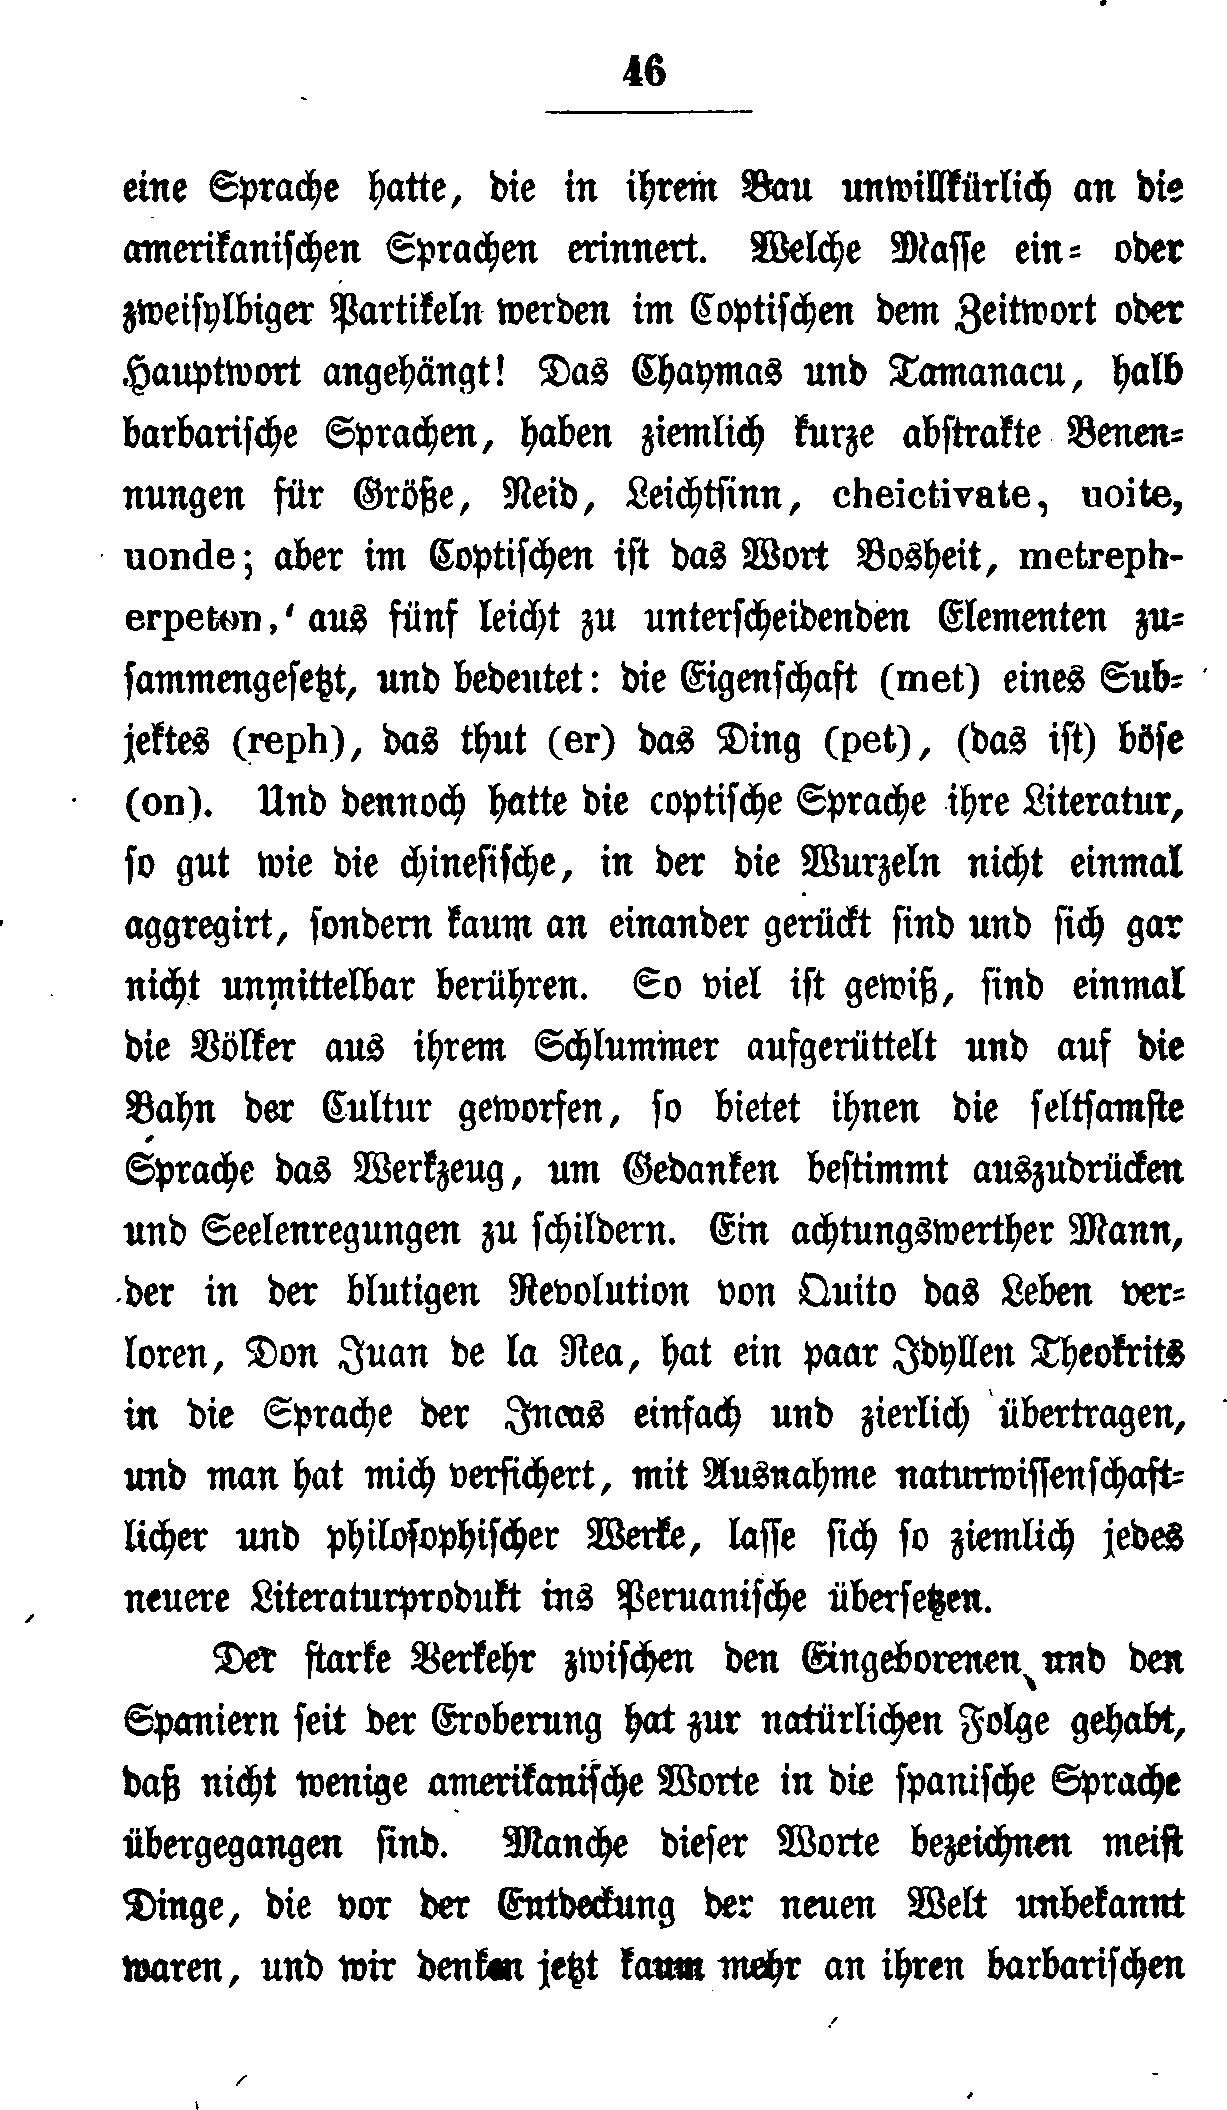 46
eine Sprache hatte, die in ihrem Bau unwillkürlich an die
amerikanischen Sprachen erinnert. Welche Masse ein- oder
zweisylbiger Partikeln werden im Coptischen dem Zeitwort oder
Hauptwort angehängt! Das Chaymas und Tamanacu, halb
barbarische Sprachen, haben ziemlich kurze abstrakte Benen-
nungen für Größe, Neid, Leichtsinn, cheictivate, uoite,
uonde; aber im Coptischen ist das Wort Bosheit, metreph-
erpeton, aus fünf leicht zu unterscheidenden Elementen zu-
sammengesetzt, und bedeutet: die Eigenschaft (met) eines Sub-
jektes (reph), das thut (er) das Ding (pet), (das ist) böse
(on). Und dennoch hatte die coptische Sprache ihre Literatur,
so gut wie die chinesische, in der die Wurzeln nicht einmal
aggregirt, sondern kaum an einander gerückt sind und sich gar
nicht unmittelbar berühren. So viel ist gewiß, sind einmal
die Völker aus ihrem Schlummer aufgerüttelt und auf die
Bahn der Cultur geworfen, so bietet ihnen die seltsamste
Sprache das Werkzeug, um Gedanken bestimmt auszudrücken
und Seelenregungen zu schildern. Ein achtungswerther Mann,
der in der blutigen Revolution von Quito das Leben ver-
loren, Don Juan de la Rea, hat ein paar Idyllen Theokrits
in die Sprache der Incas einfach und zierlich übertragen,
und man hat mich versichert, mit Ausnahme naturwissenschaft-
licher und philosophischer Werke, lasse sich so ziemlich jedes
neuere Literaturprodukt ins Peruanische übersetzen.
Der starke Verkehr zwischen den Eingeborenen und den
Spaniern seit der Eroberung hat zur natürlichen Folge gehabt,
daß nicht wenige amerikanische Worte in die spanische Sprache
übergegangen sind. Manche dieser Worte bezeichnen meist
Dinge, die vor der Entdeckung der neuen Welt unbekannt
waren, und wir denken jetzt kaum mehr an ihren barbarischen